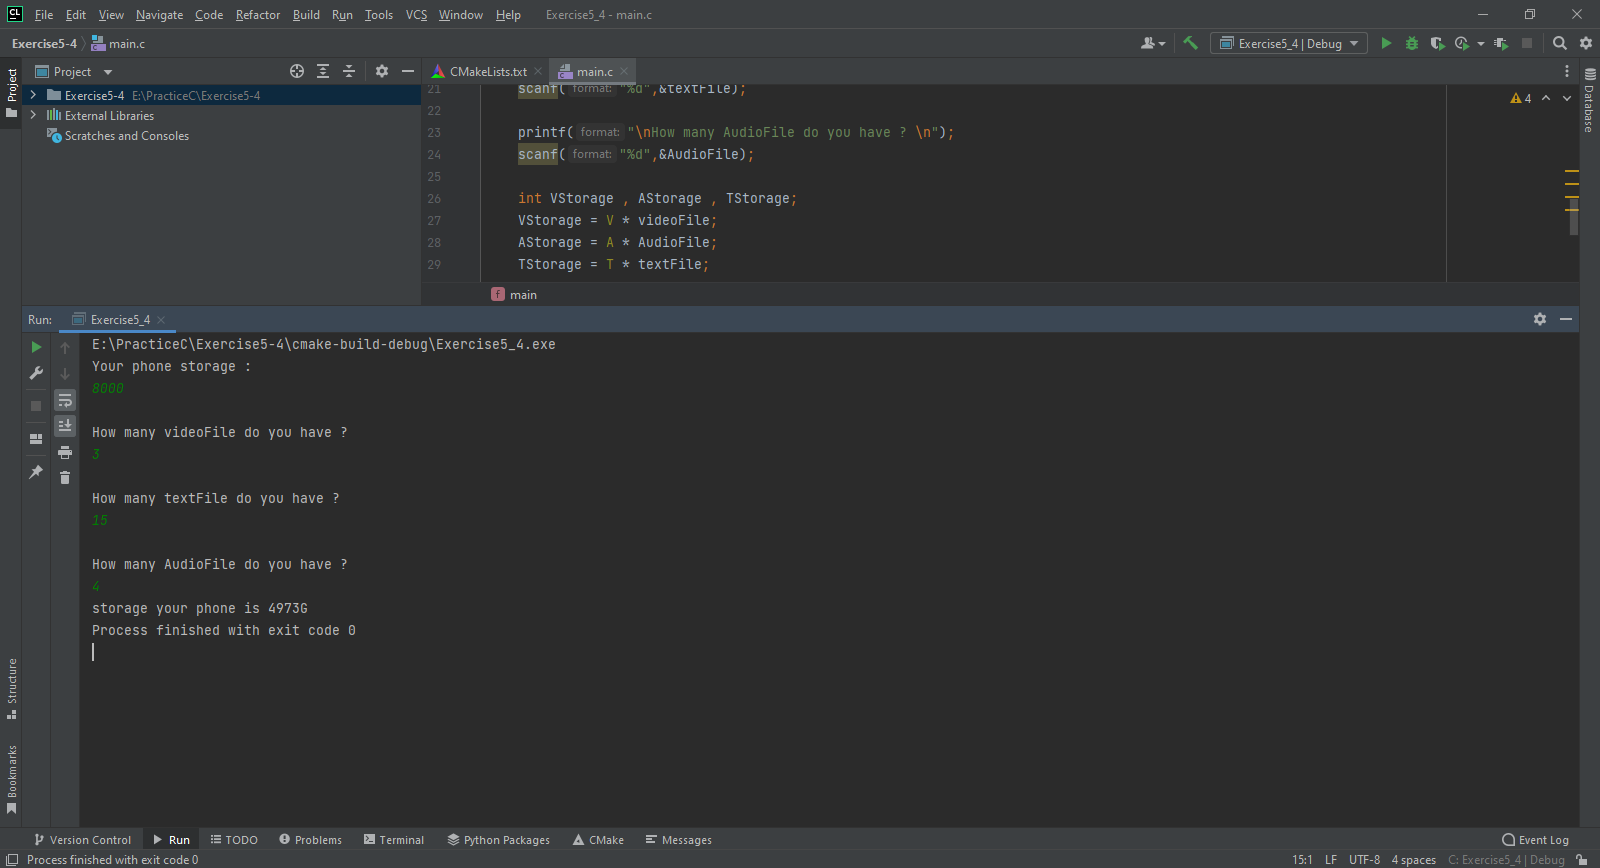 CL File Edit View Navigate Code Refactor Build Run Tools VCS Window Help Exercise5_4 - main.c
Exercise5-4 main.c Exercise5_4 | Debug
Project CMakeLists.txt main.c
Exercise5-4 E:\PracticeC\Exercise5-4
External Libraries
Scratches and Consoles
21 scanf( format: "%d",&textFile);
4
22
23 printf( format: "\nHow many AudioFile do you have ? \n");
24 scanf( format: "%d",&AudioFile);
25
26 int VStorage , AStorage , TStorage;
27 VStorage = V * videoFile;
28 AStorage = A * AudioFile;
29 TStorage = T * textFile;
f main
Project
Database
Run: Exercise5_4
E:\PracticeC\Exercise5-4\cmake-build-debug\Exercise5_4.exe
Your phone storage :
8000
How many videoFile do you have ?
3
How many textFile do you have ?
15
How many AudioFile do you have ?
4
storage your phone is 4973G
Process finished with exit code 0
Structure
Bookmarks
Version Control Run TODO Problems Terminal Python Packages CMake Messages Event Log
Process finished with exit code 0 15:1 LF UTF-8 4 spaces C: Exercise5_4 | Debug